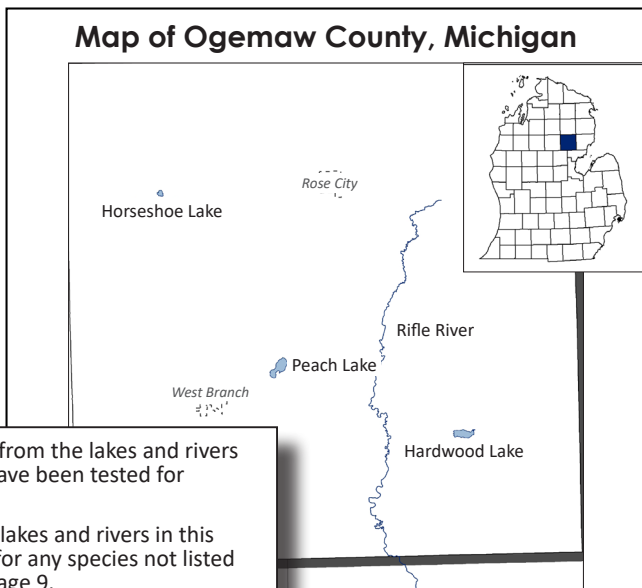 Map of Ogemaw County, Michigan
Rose City
Horseshoe Lake
Rifle River
Peach Lake
West Branch
Hardwood Lake
from the lakes and rivers
ave been tested for
lakes and rivers in this
for any species not listed
age 9.